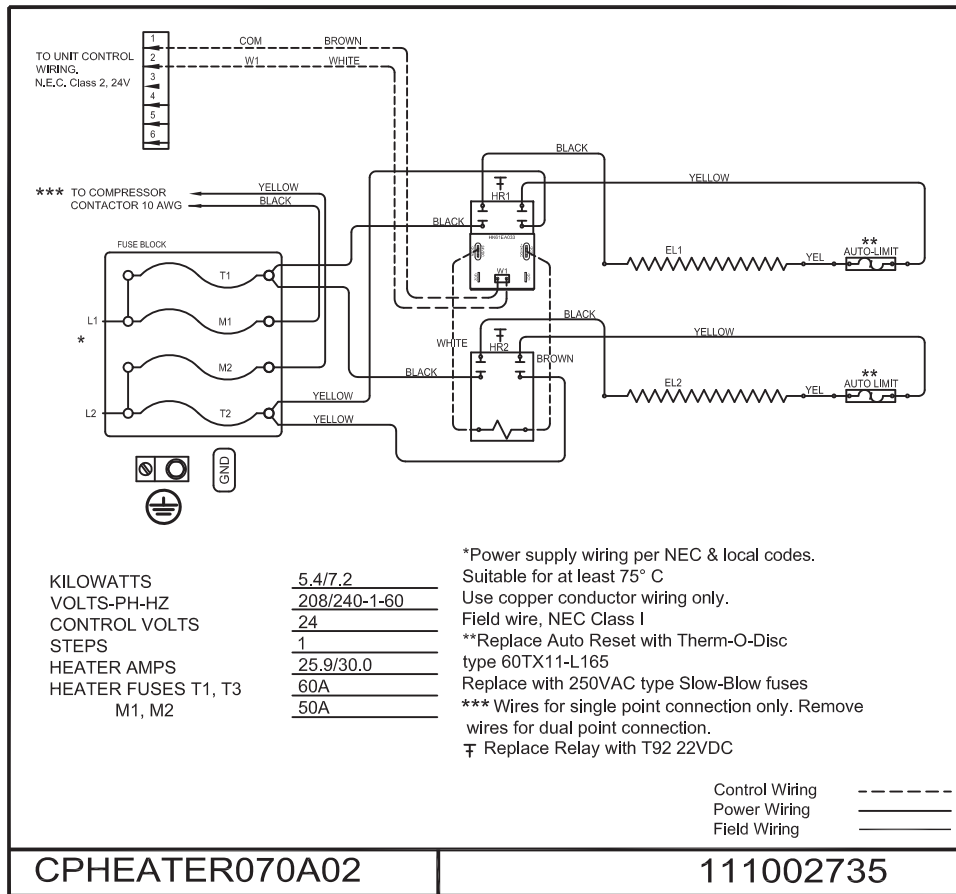 1
2
3
4
5
6
TO UNIT CONTROL
WIRING.
N.E.C. Class 2, 24V
COM BROWN
W1 WHITE
*** TO COMPRESSOR
CONTACTOR 10 AWG
YELLOW
BLACK
FUSE BLOCK
T1
L1 M1
*
M2
L2 T2
GND
BLACK
YELLOW
HR1
BLACK
HN61EA033
W1
EL1
YEL
**
AUTO-LIMIT
BLACK
YELLOW
WHITE
HR2
BROWN
BLACK
EL2
YEL
**
AUTO LIMIT
YELLOW
YELLOW
KILOWATTS 5.4/7.2
VOLTS-PH-HZ 208/240-1-60
CONTROL VOLTS 24
STEPS 1
HEATER AMPS 25.9/30.0
HEATER FUSES T1, T3 60A
M1, M2 50A
*Power supply wiring per NEC & local codes.
Suitable for at least 75° C
Use copper conductor wiring only.
Field wire, NEC Class I
**Replace Auto Reset with Therm-O-Disc
type 60TX11-L165
Replace with 250VAC type Slow-Blow fuses
*** Wires for single point connection only. Remove
wires for dual point connection.
Replace Relay with T92 22VDC
Control Wiring
Power Wiring
Field Wiring
CPHEATER070A02 111002735